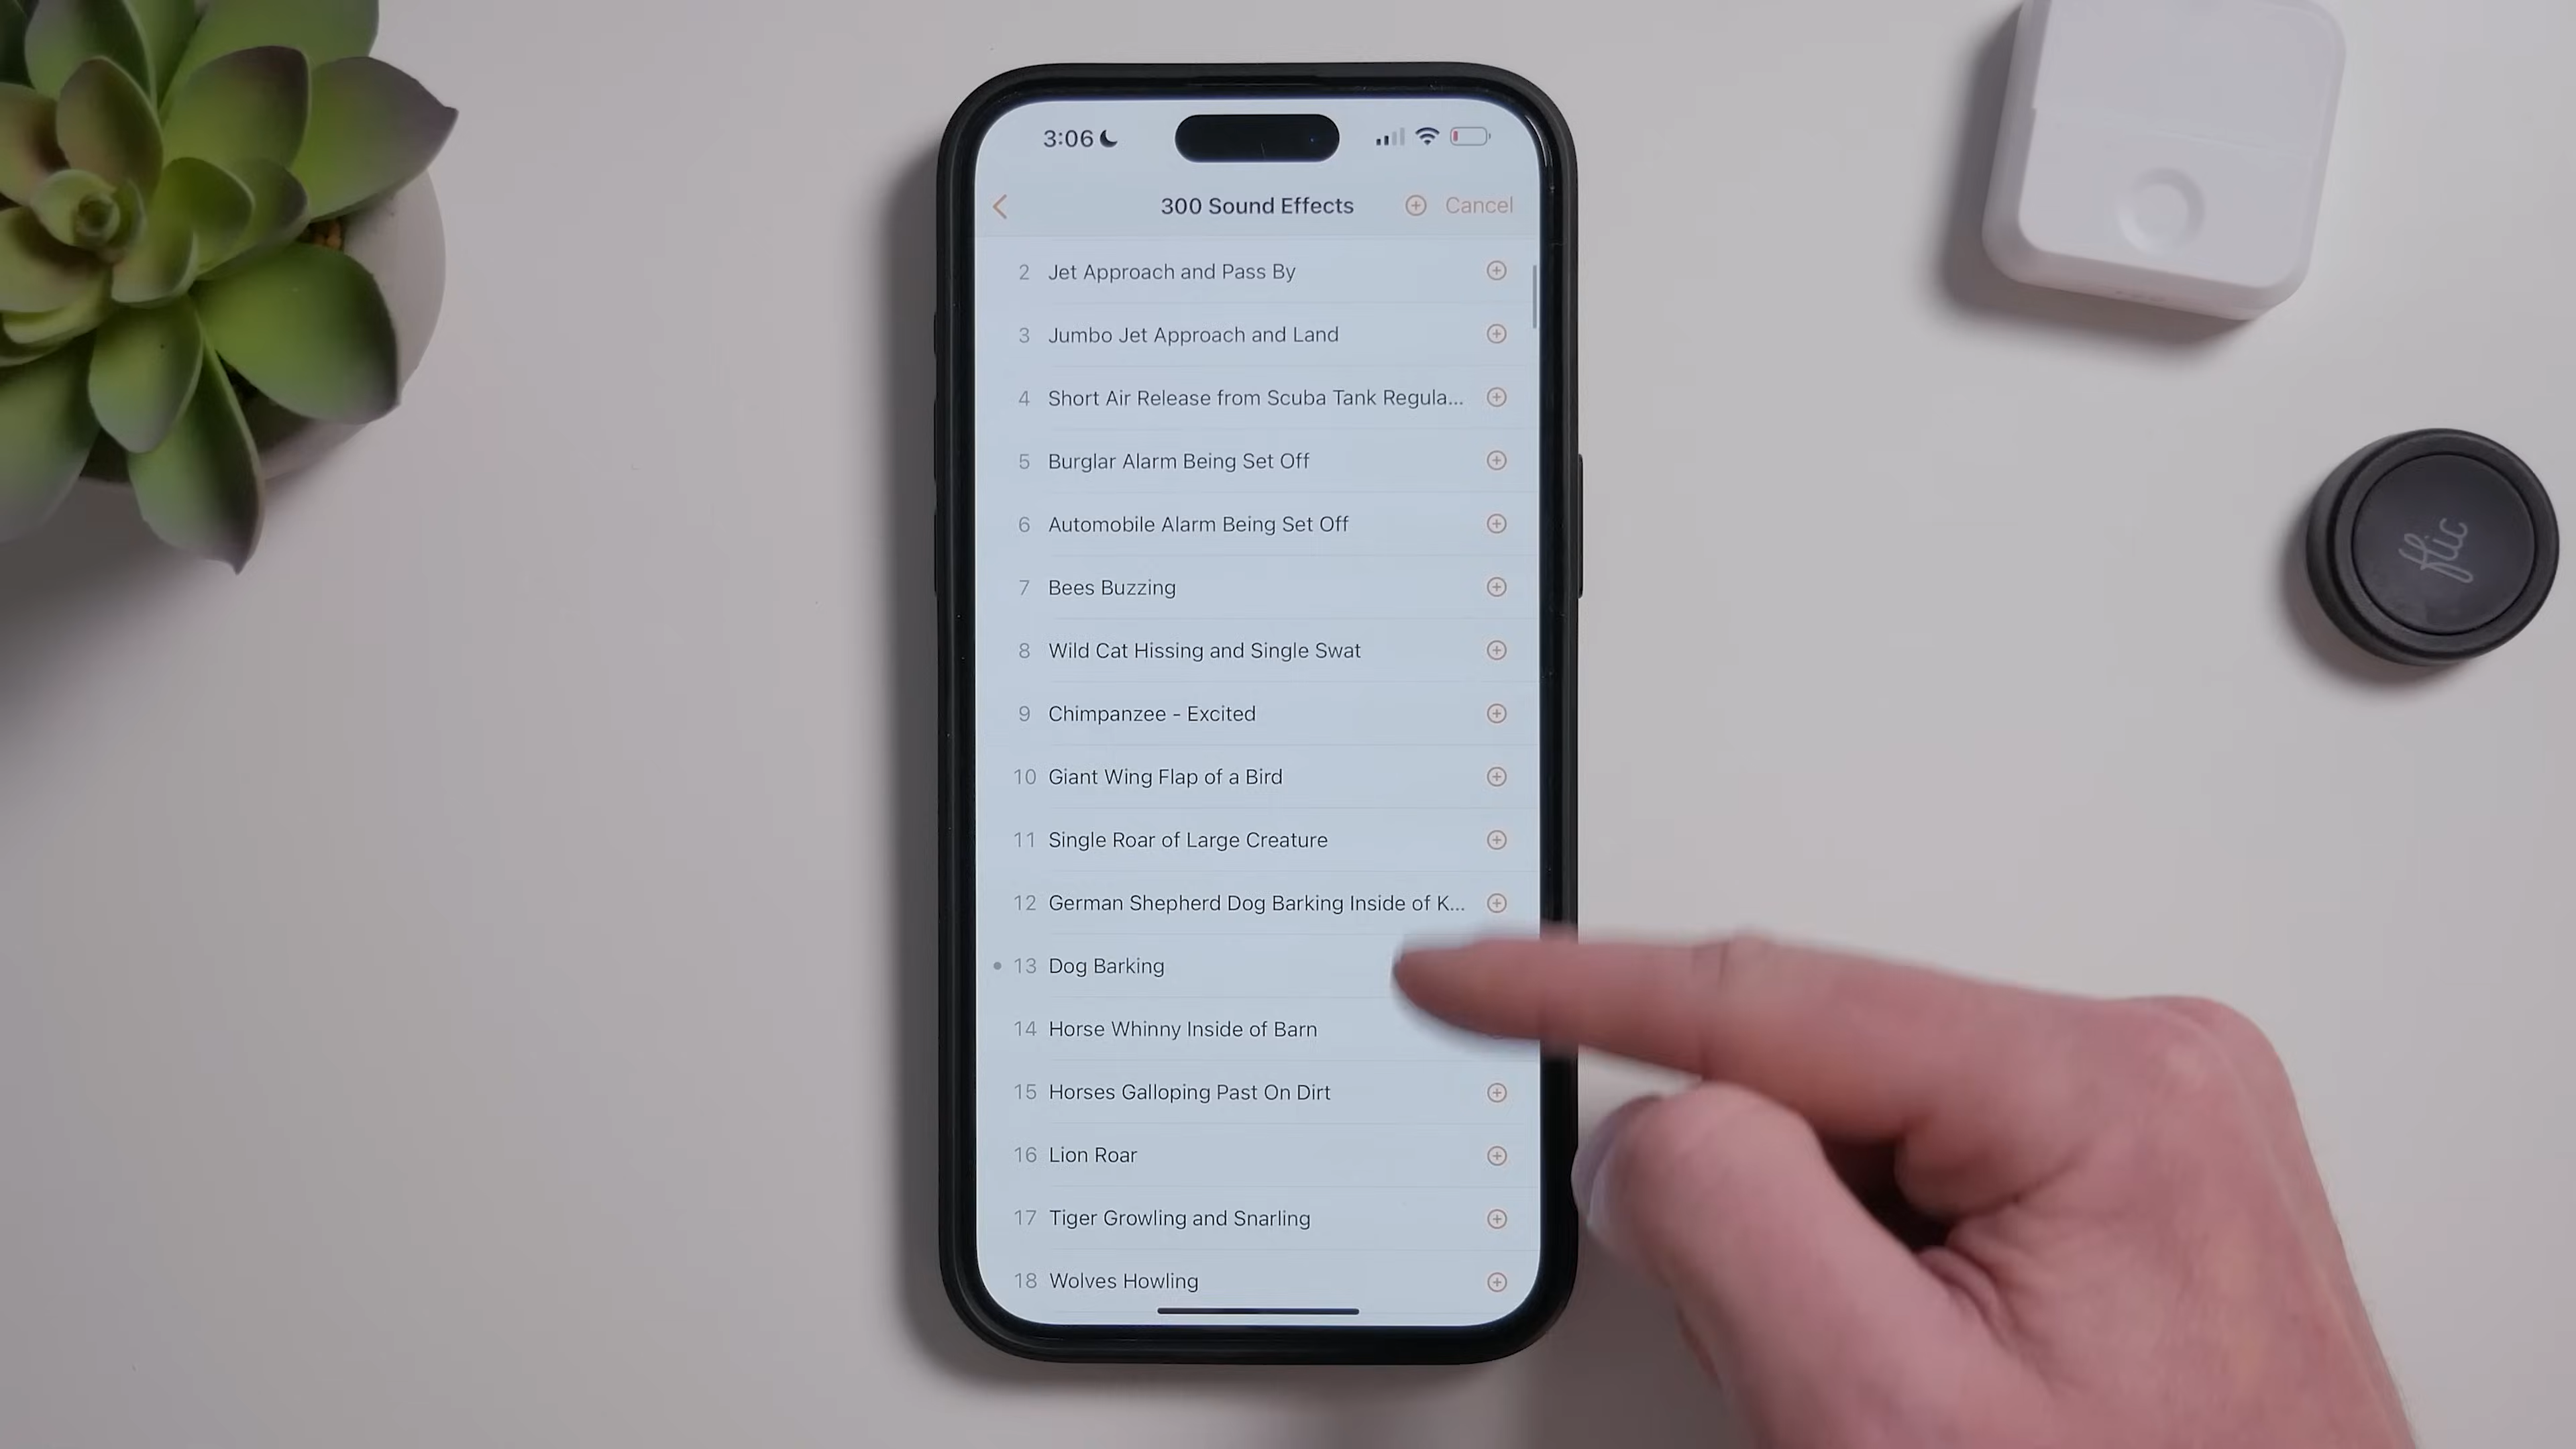 3:06
300 Sound Effects
Cancel
2 Jet Approach and Pass By
3 Jumbo Jet Approach and Land
4 Short Air Release from Scuba Tank Regula...
5 Burglar Alarm Being Set Off
6 Automobile Alarm Being Set Off
7 Bees Buzzing
8 Wild Cat Hissing and Single Swat
9 Chimpanzee - Excited
10 Giant Wing Flap of a Bird
11 Single Roar of Large Creature
12 German Shepherd Dog Barking Inside of K...
• 13 Dog Barking
14 Horse Whinny Inside of Barn
15 Horses Galloping Past On Dirt
16 Lion Roar
17 Tiger Growling and Snarling
18 Wolves Howling
flic